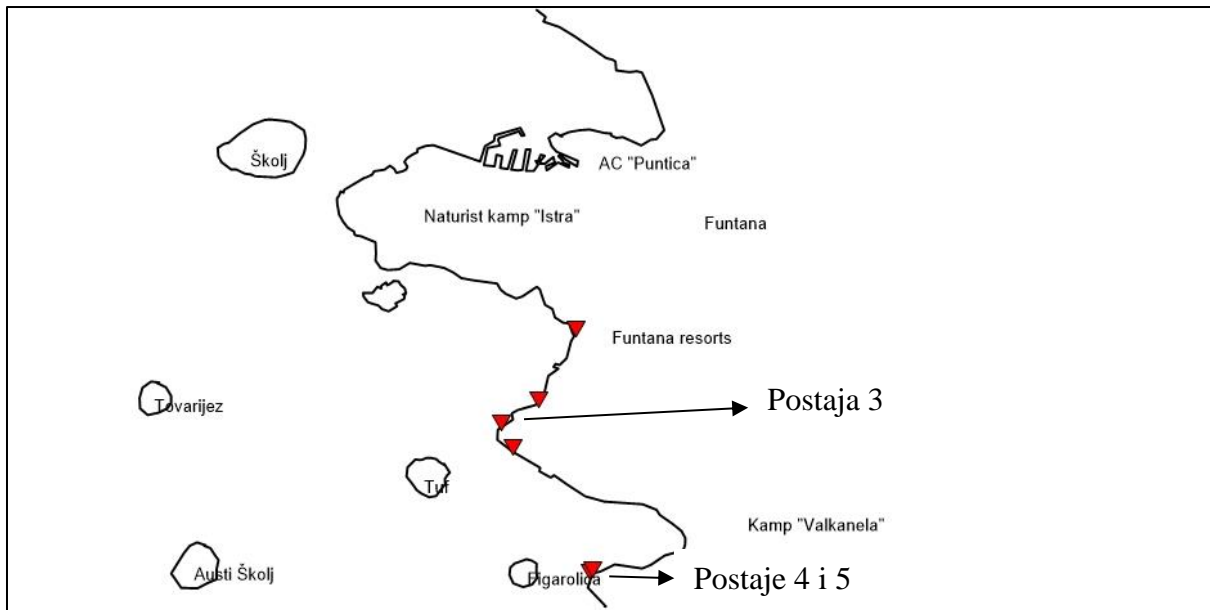 Školj
AC "Puntica"
Naturist kamp "Istra"
Funtana
Funtana resorts
Tovarijez
Postaja 3
Tuf
Kamp "Valkanela"
Austi Školj
Figarolica
Postaje 4 i 5